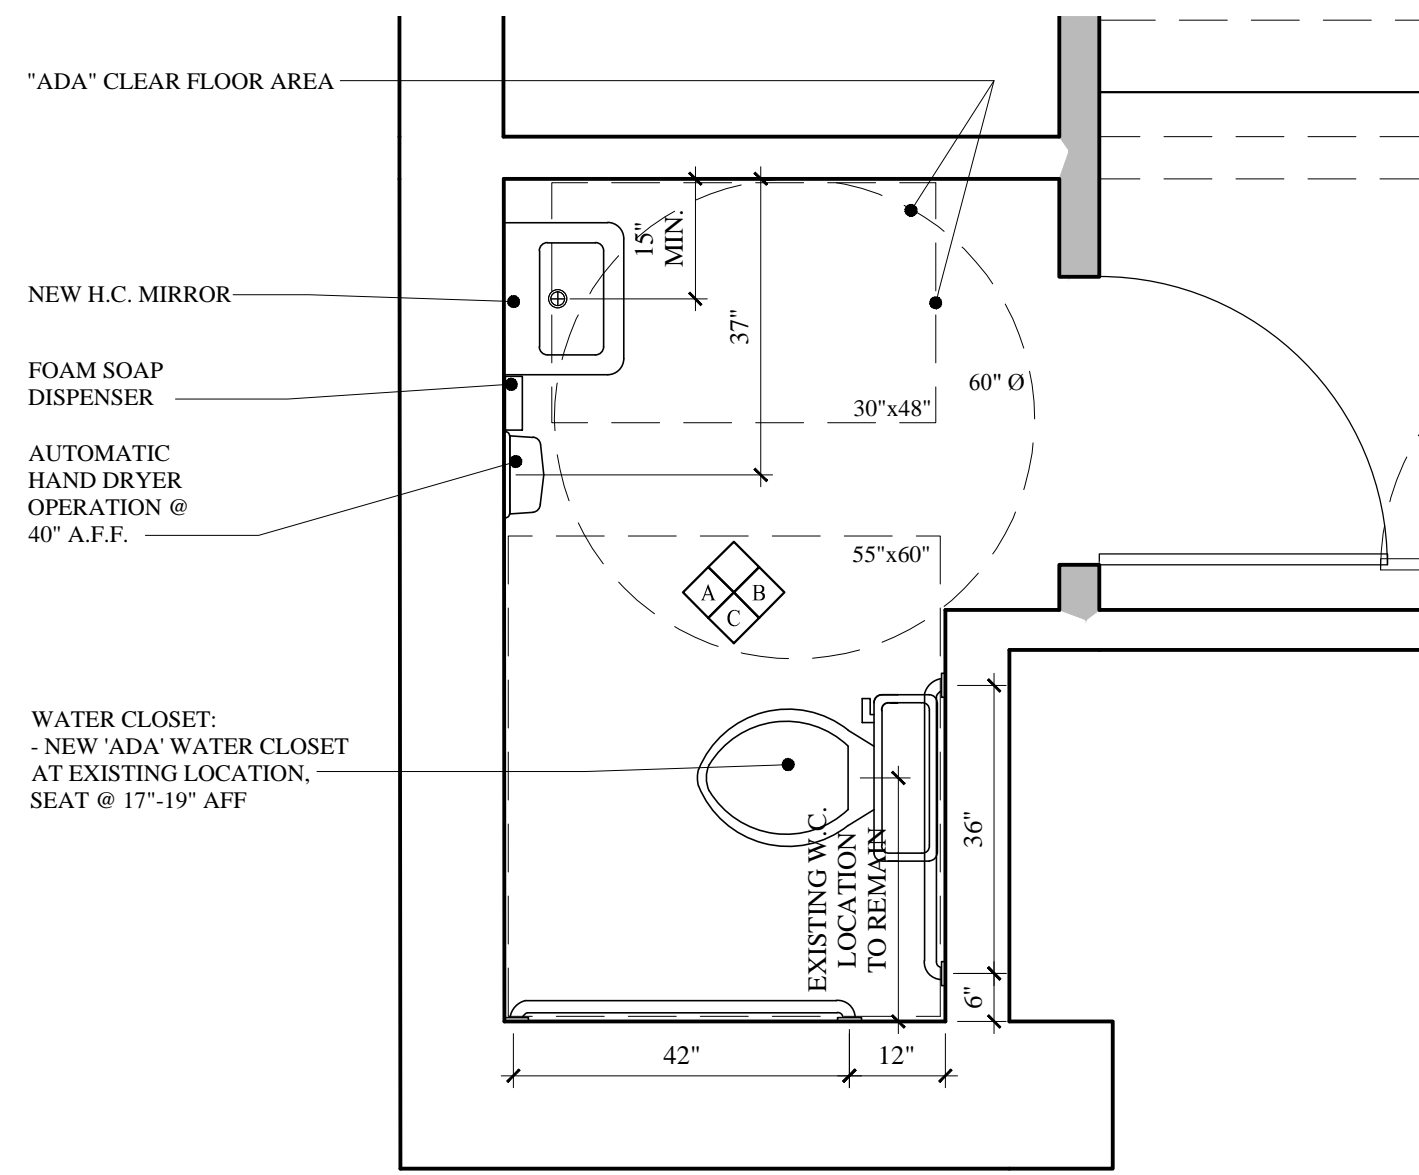 "ADA" CLEAR FLOOR AREA
NEW H.C. MIRROR
FOAM SOAP
DISPENSER
AUTOMATIC
HAND DRYER
OPERATION @
40" A.F.F.
WATER CLOSET:
- NEW 'ADA' WATER CLOSET
AT EXISTING LOCATION,
SEAT @ 17"-19" AFF
15"
MIN.
37"
60" Ø
30"x48"
55"x60"
A
B
C
EXISTING W.C.
LOCATION
TO REMAIN
36"
6"
42"
12"